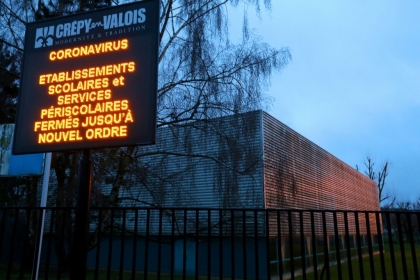 CRÉPY en VALOIS
MODERNITÉ & TRADITION
CORONAVIRUS
ETABLISSEMENTS
SCOLAIRES et
SERVICES
PÉRISCOLAIRES
FERMÉS JUSQU'À
NOUVEL ORDRE